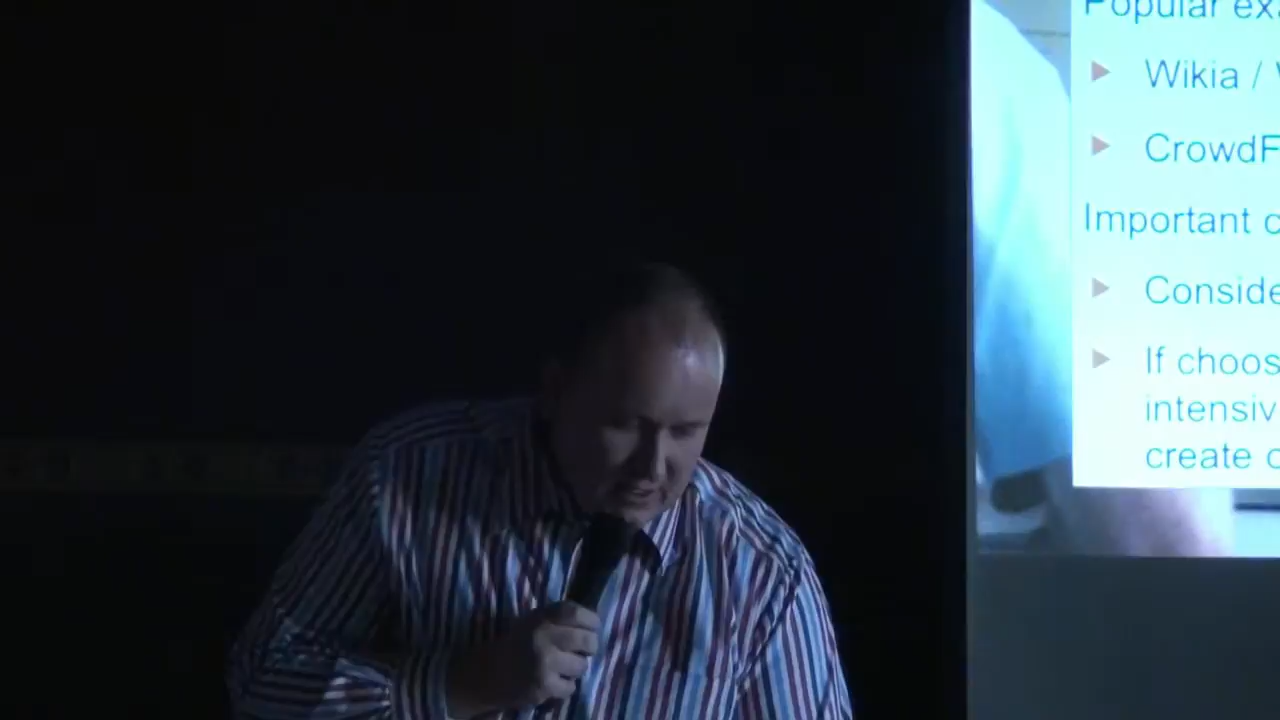 Popular ex
Wikia /
CrowdF
Important
Conside
If choos
intensiv
create